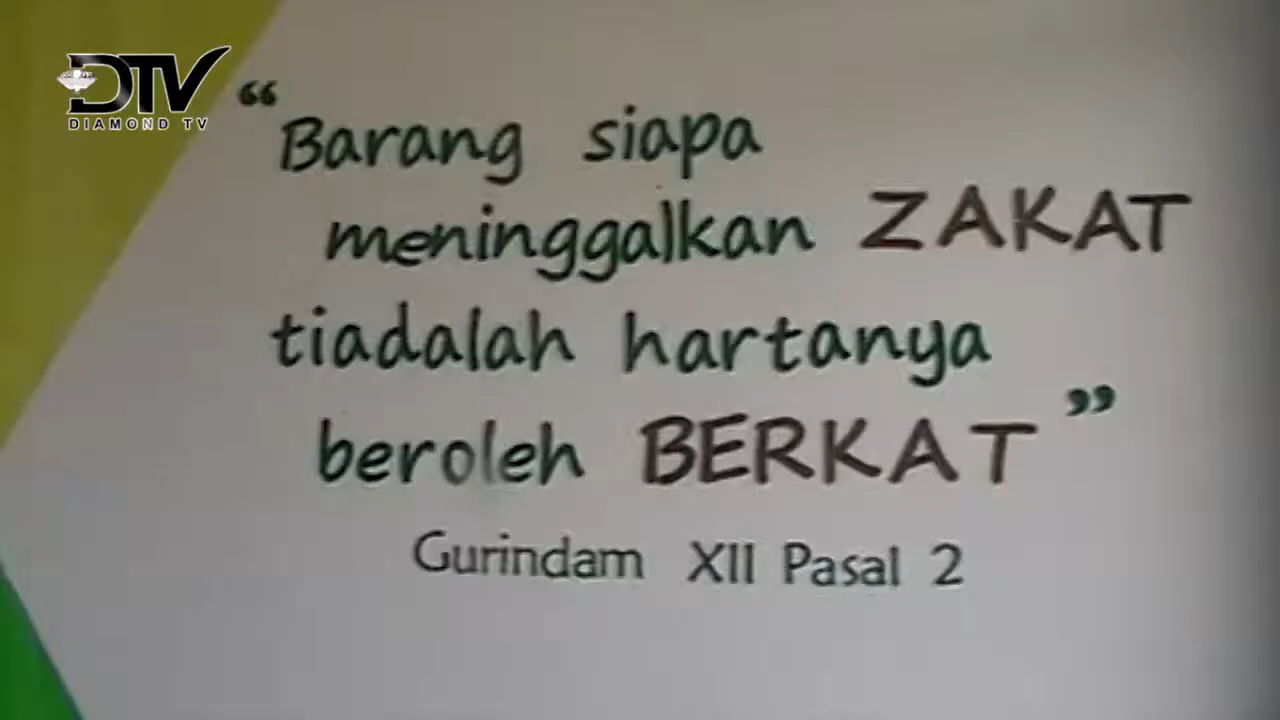 DTV
DIAMOND TV
“Barang siapa
meninggalkan ZAKAT
tiadalah hartanya
beroleh BERKAT”
Gurindam XII Pasal 2